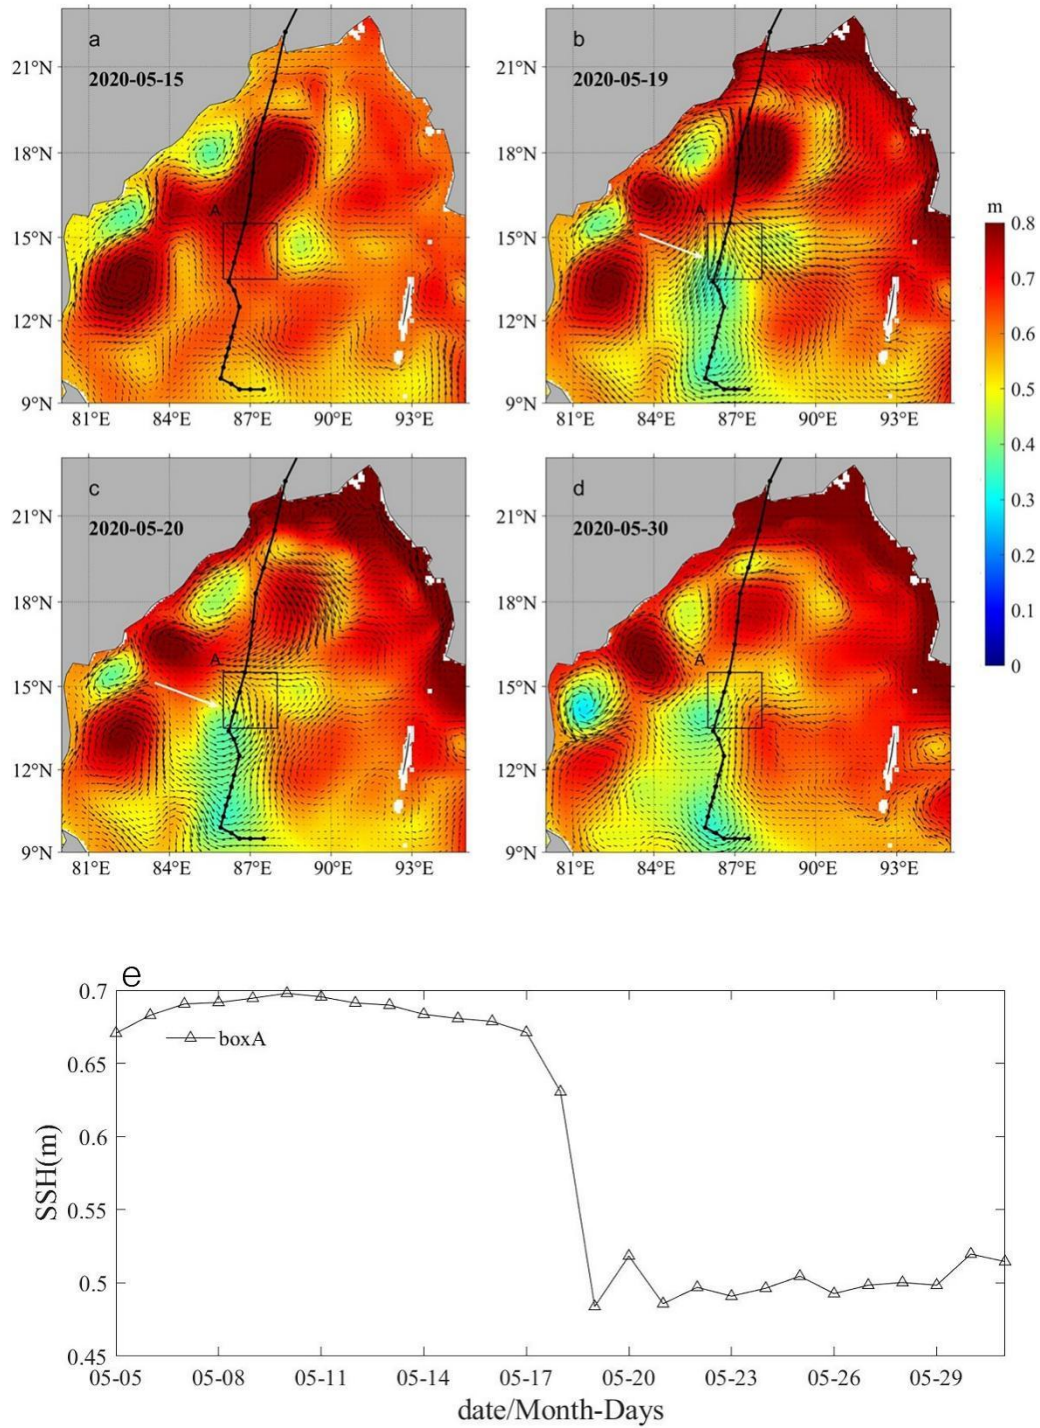 a
2020-05-15
A
21°N
18°N
15°N
12°N
9°N
81°E 84°E 87°E 90°E 93°E
b
2020-05-19
A
21°N
18°N
15°N
12°N
9°N
81°E 84°E 87°E 90°E 93°E
m
0.8
0.7
0.6
0.5
0.4
0.3
0.2
0.1
0
c
2020-05-20
A
21°N
18°N
15°N
12°N
9°N
81°E 84°E 87°E 90°E 93°E
d
2020-05-30
A
21°N
18°N
15°N
12°N
9°N
81°E 84°E 87°E 90°E 93°E
e
boxA
SSH(m)
0.7
0.65
0.6
0.55
0.5
0.45
05-05 05-08 05-11 05-14 05-17 05-20 05-23 05-26 05-29
date/Month-Days